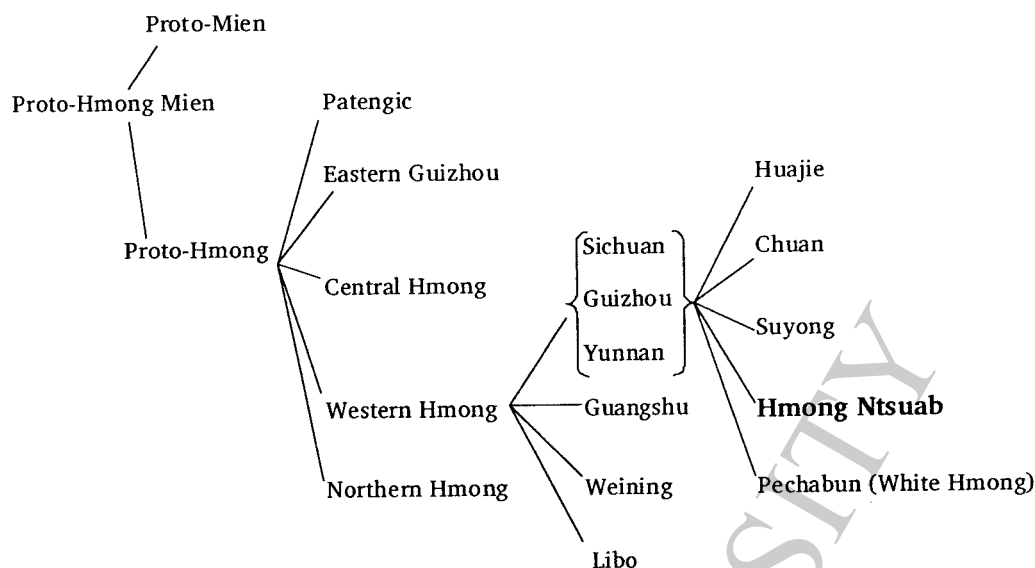 Proto-Mien
Proto-Hmong Mien
Proto-Hmong
Patengic
Eastern Guizhou
Central Hmong
Western Hmong
Northern Hmong
Sichuan
Guizhou
Yunnan
Guangshu
Weining
Libo
Huajie
Chuan
Suyong
Hmong Ntsuab
Pechabun (White Hmong)
SITY